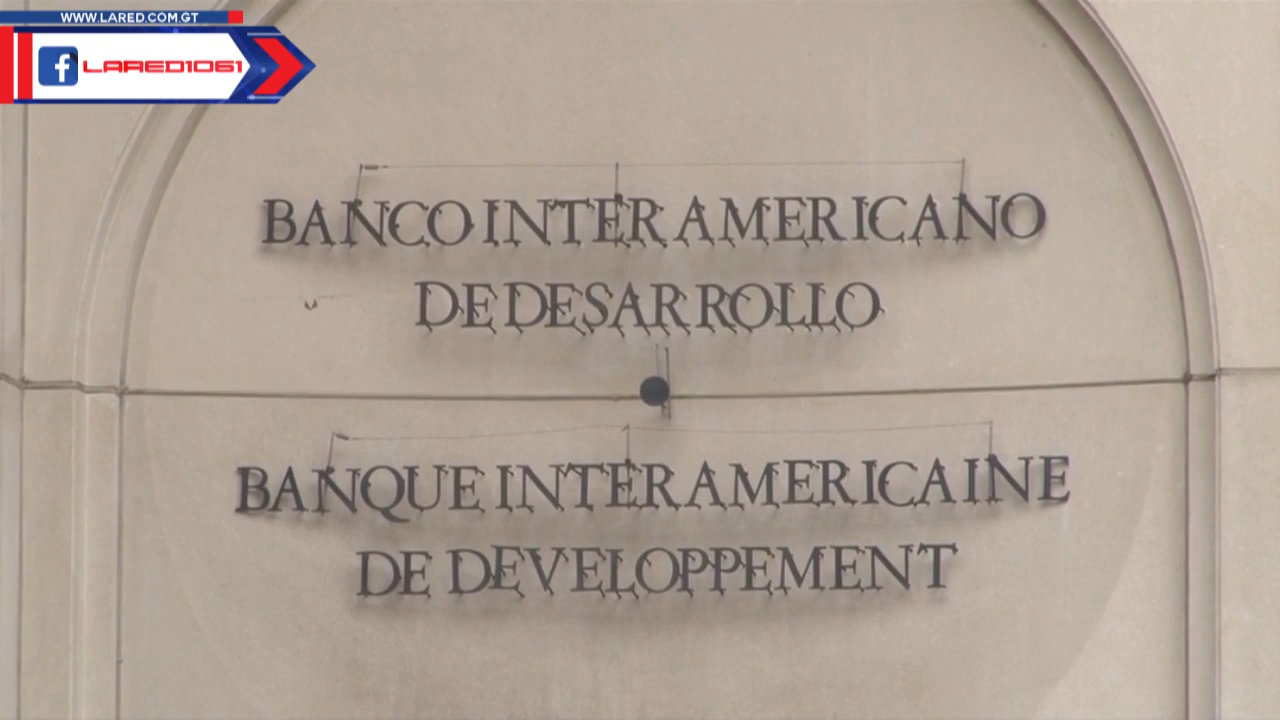 WWW.LARED.COM.GT
f LARED1061
BANCO INTERAMERICANO
DE DESARROLLO
BANQUE INTERAMERICAINE
DE DEVELOPPEMENT